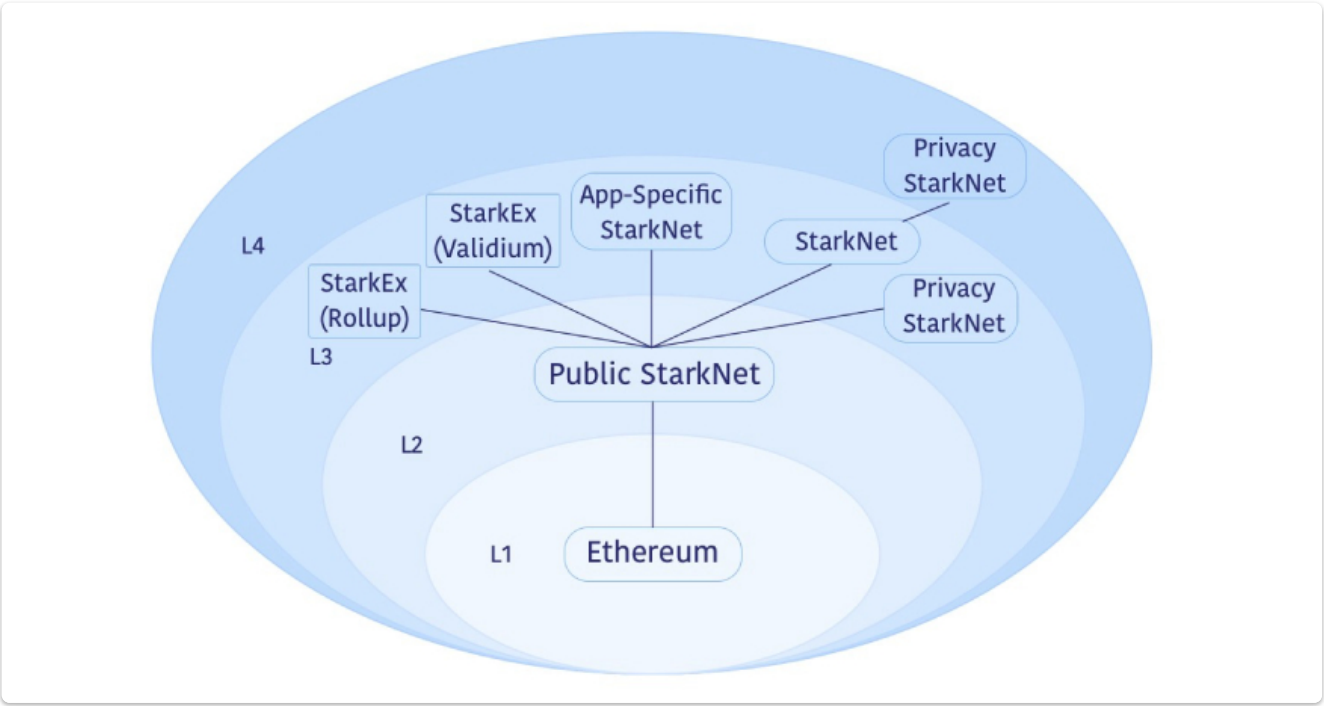 Privacy
StarkNet
App-Specific
StarkNet
StarkEx
(Validium)
StarkNet
L4
StarkEx
(Rollup)
Privacy
StarkNet
L3
Public StarkNet
L2
L1
Ethereum